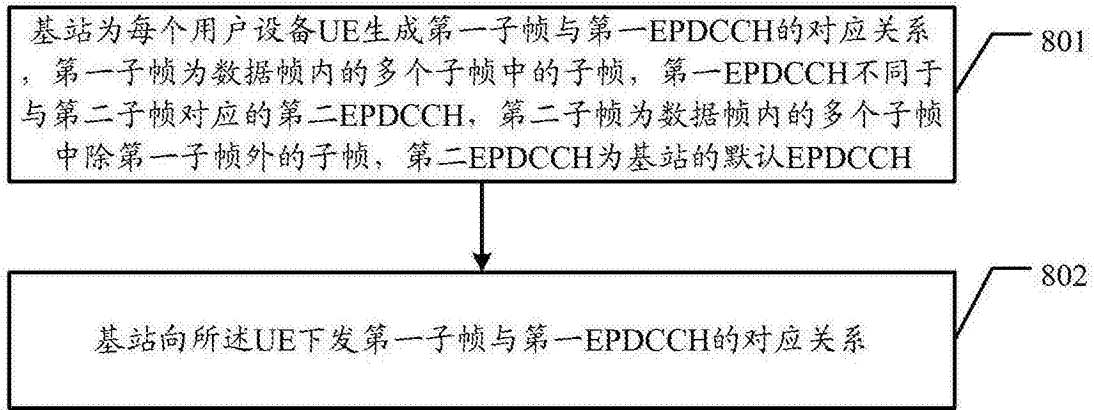 基站为每个用户设备UE生成第一子帧与第一EPDCCH的对应关系
，第一子帧为数据帧内的多个子帧中的子帧，第一EPDCCH不同于
与第二子帧对应的第二EPDCCH，第二子帧为数据帧内的多个子帧
中除第一子帧外的子帧，第二EPDCCH为基站的默认EPDCCH
801
基站向所述UE下发第一子帧与第一EPDCCH的对应关系
802